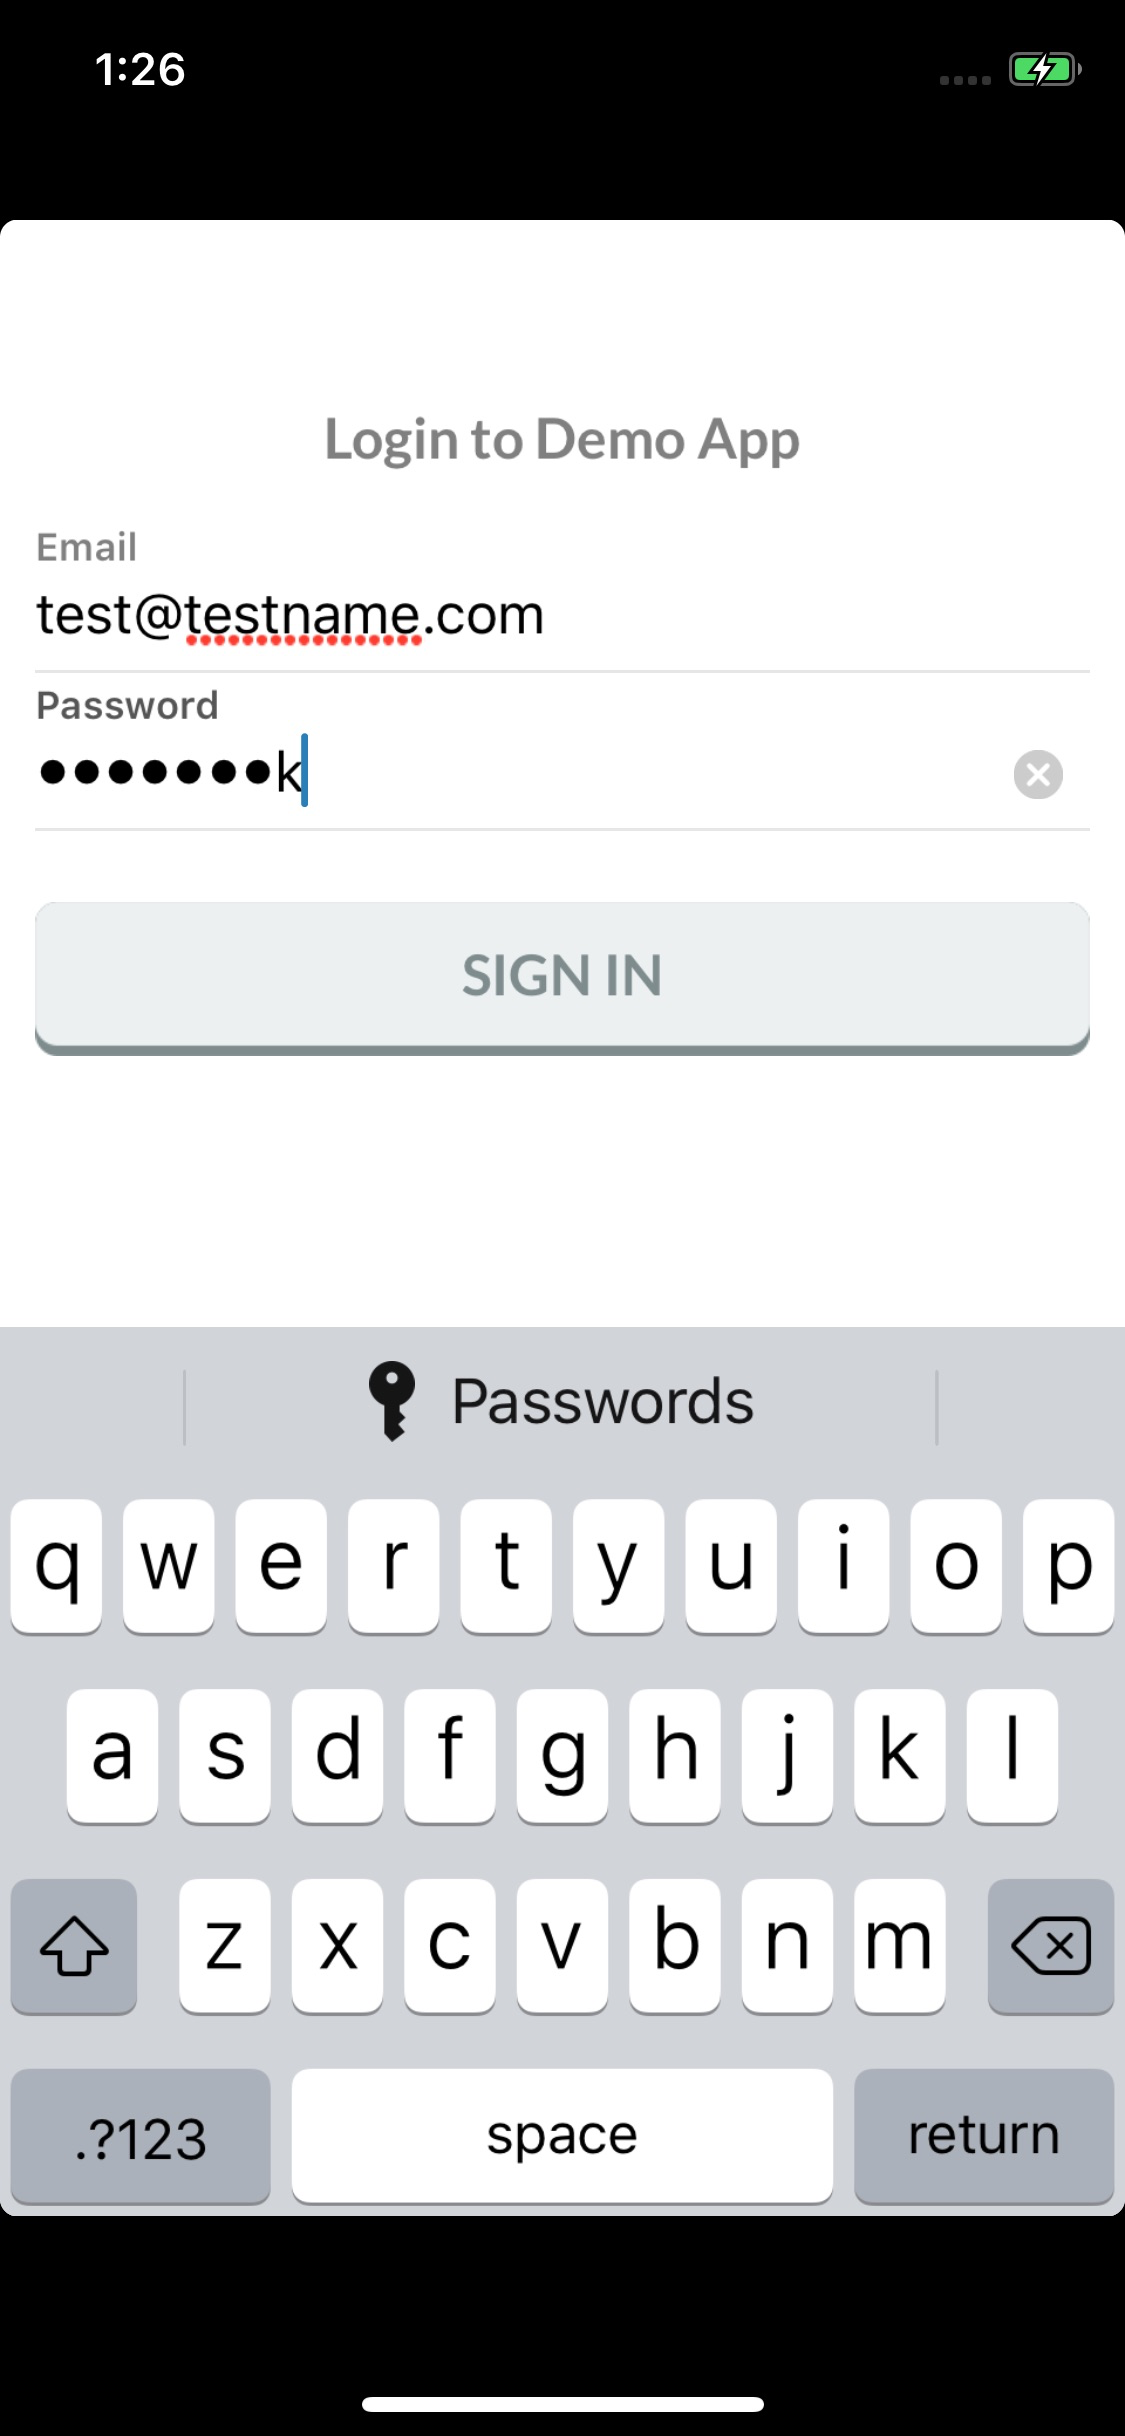 1:26
Login to Demo App
Email
test@testname.com
Password
•••••••k
SIGN IN
Passwords
q w e r t y u i o p
a s d f g h j k l
z x c v b n m
.?123 space return